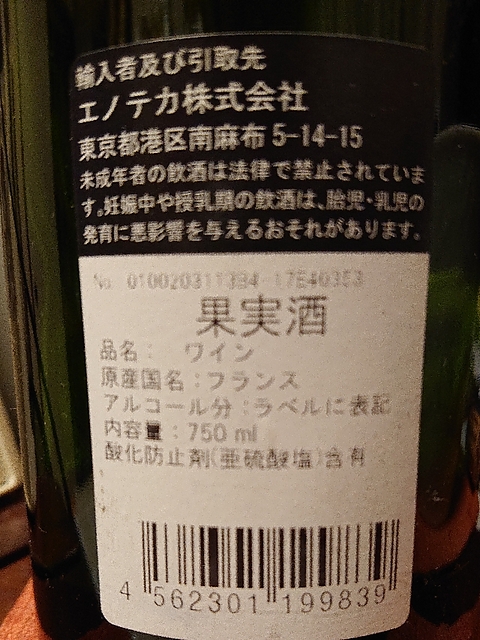 輸入者及び引取先
エノテカ株式会社
東京都港区南麻布 5-14-15
未成年者の飲酒は法律で禁止されていま
す。妊娠中や授乳期の飲酒は、胎児・乳児の
発育に悪影響を与えるおそれがあります。
No. 010020311334 17E40353
果実酒
品名： ワイン
原産国名：フランス
アルコール分：ラベルに表記
内容量：750 ml
酸化防止剤(亜硫酸塩)含有
4 562301 199839